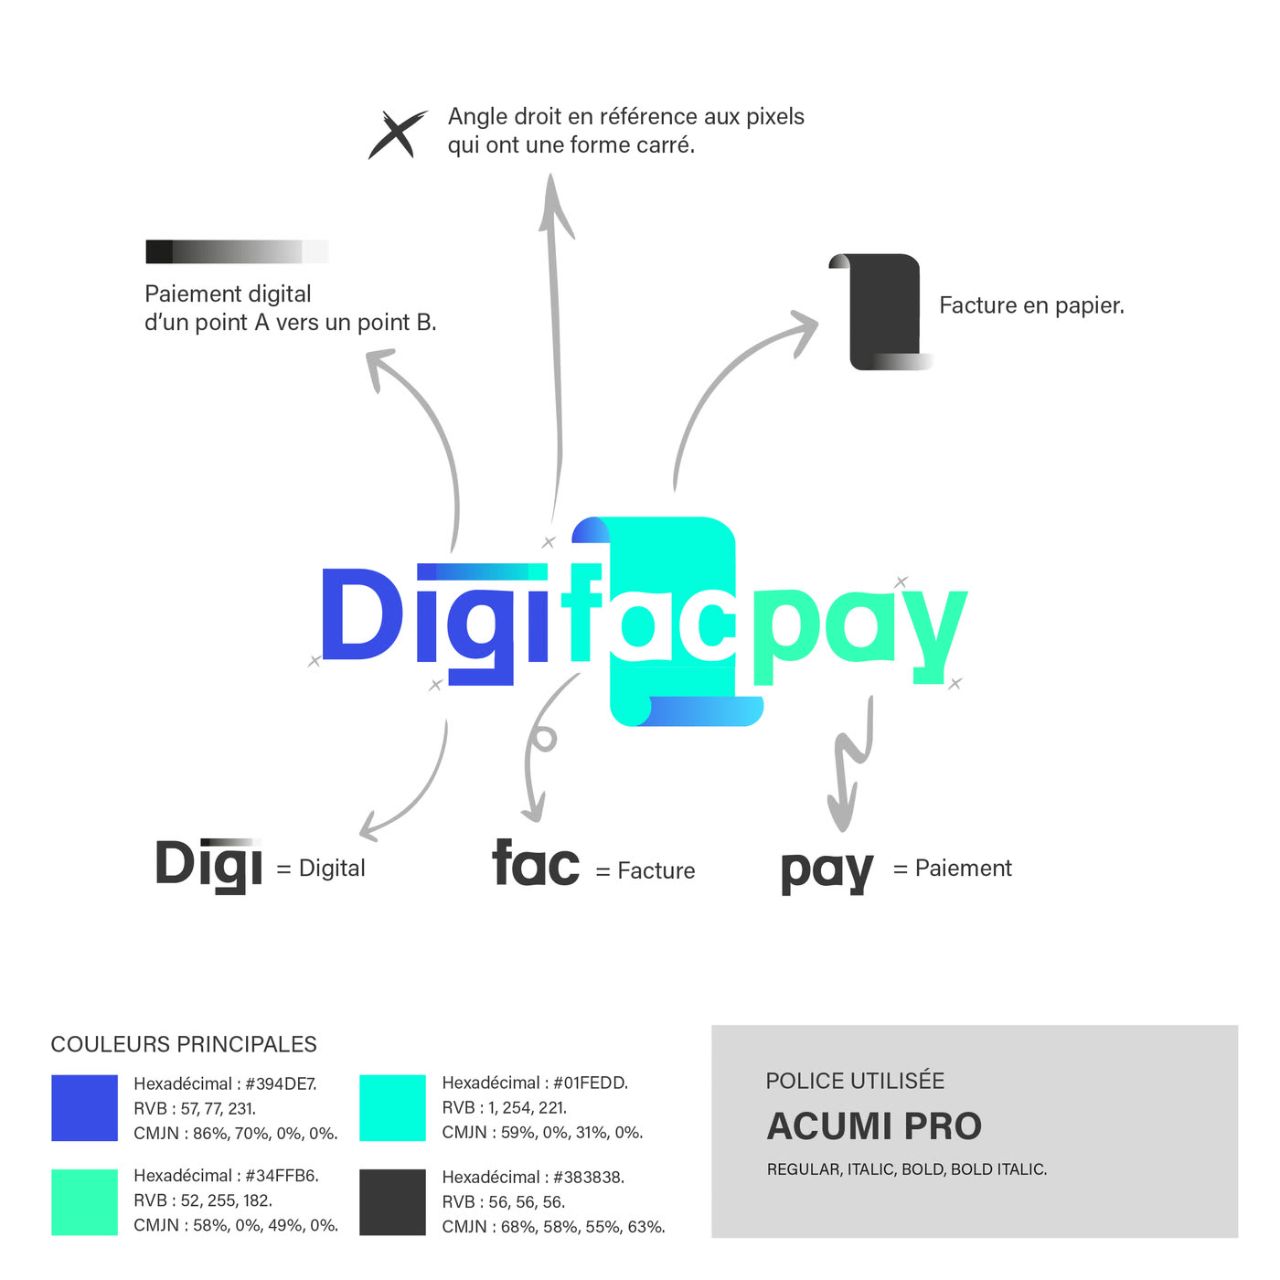 Angle droit en référence aux pixels
qui ont une forme carré.
Paiement digital
d'un point A vers un point B.
Facture en papier.
Digifacpay
Digi = Digital
fac = Facture
pay = Paiement
COULEURS PRINCIPALES
Hexadécimal : #394DE7.
RVB : 57, 77, 231.
CMJN : 86%, 70%, 0%, 0%.
Hexadécimal : #01FEDD.
RVB : 1, 254, 221.
CMJN : 59%, 0%, 31%, 0%.
Hexadécimal : #34FFB6.
RVB : 52, 255, 182.
CMJN : 58%, 0%, 49%, 0%.
Hexadécimal : #383838.
RVB : 56, 56, 56.
CMJN : 68%, 58%, 55%, 63%.
POLICE UTILISÉE
ACUMI PRO
REGULAR, ITALIC, BOLD, BOLD ITALIC.